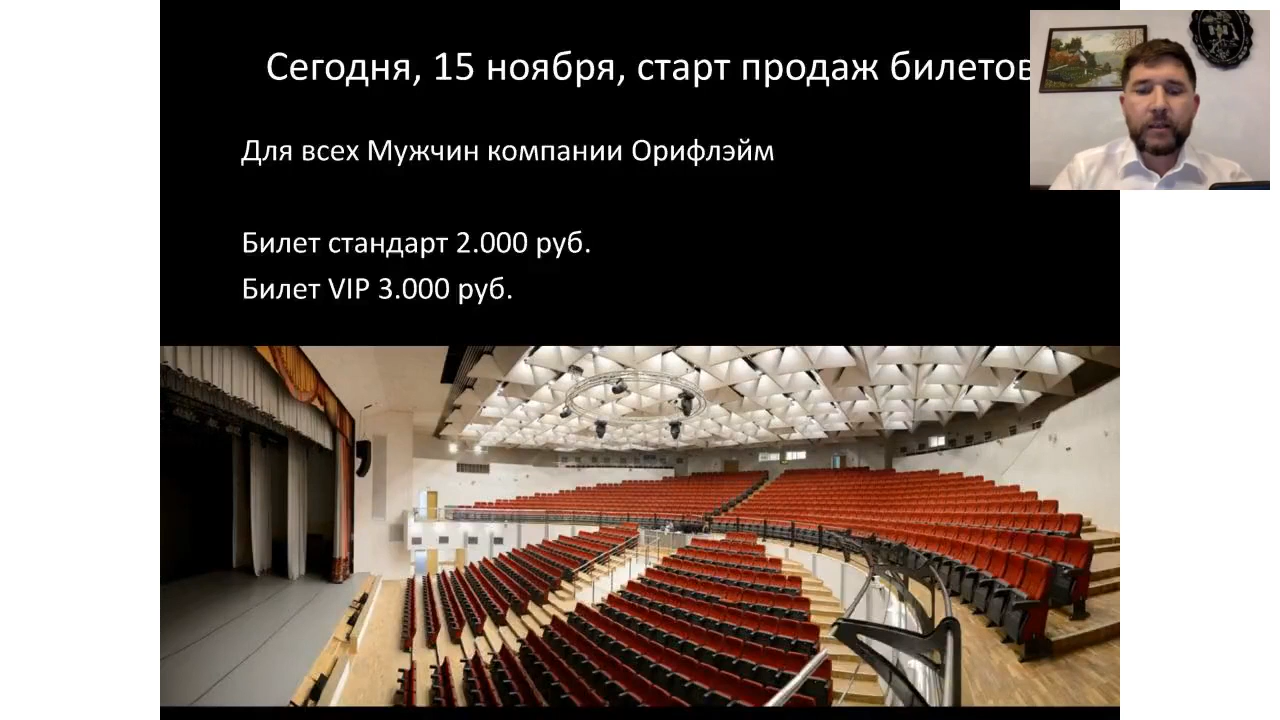 Сегодня, 15 ноября, старт продаж билетов
Для всех Мужчин компании Орифлэйм
Билет стандарт 2.000 руб.
Билет VIP 3.000 руб.